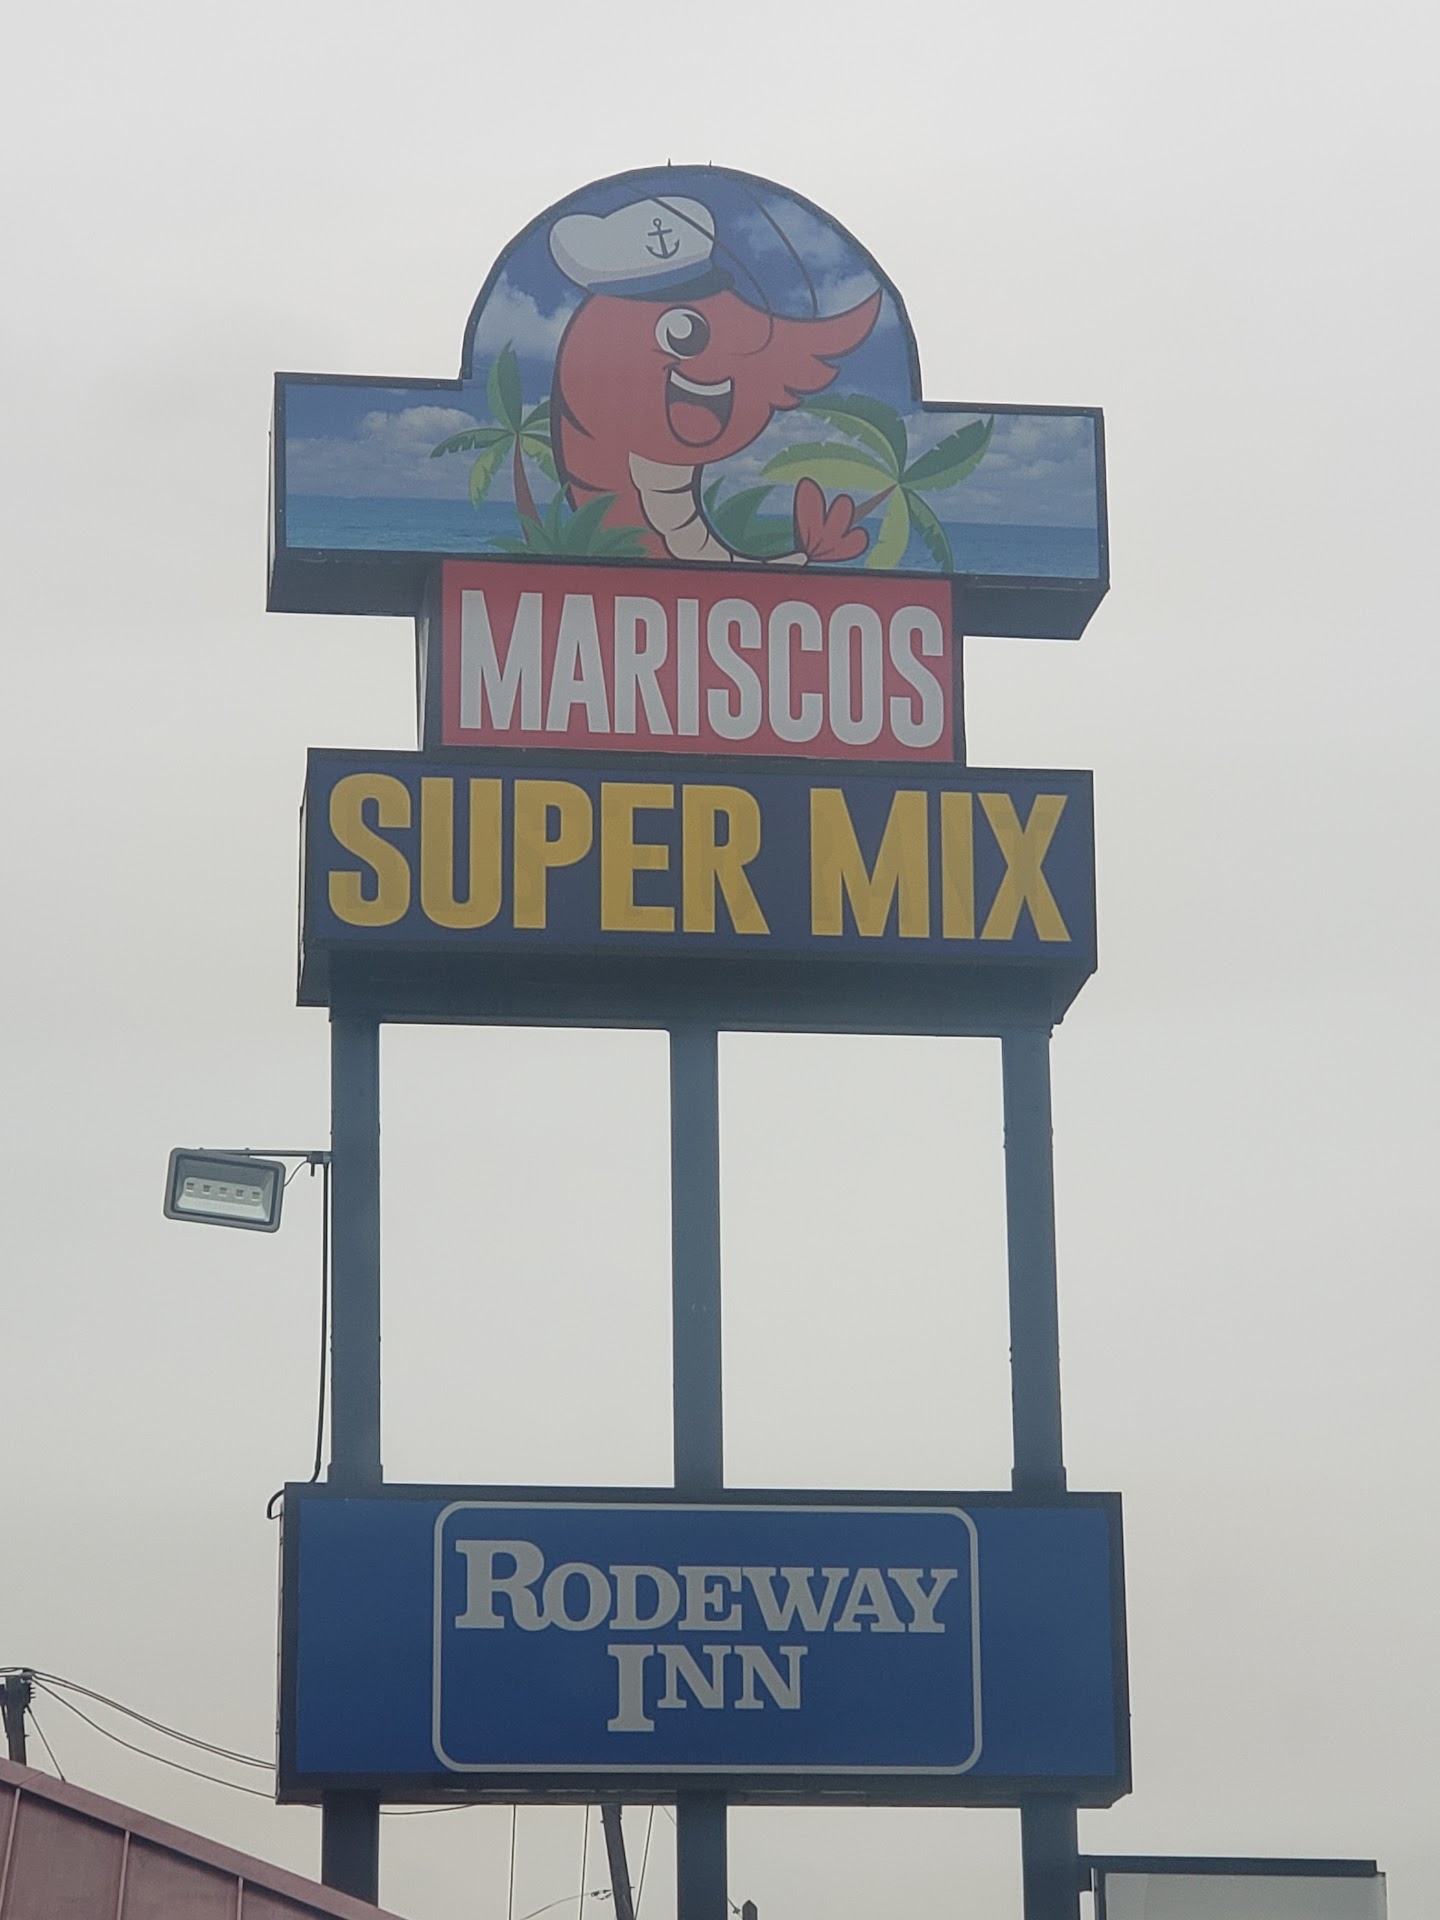 MARISCOS
SUPER MIX
RODEWAY
INN